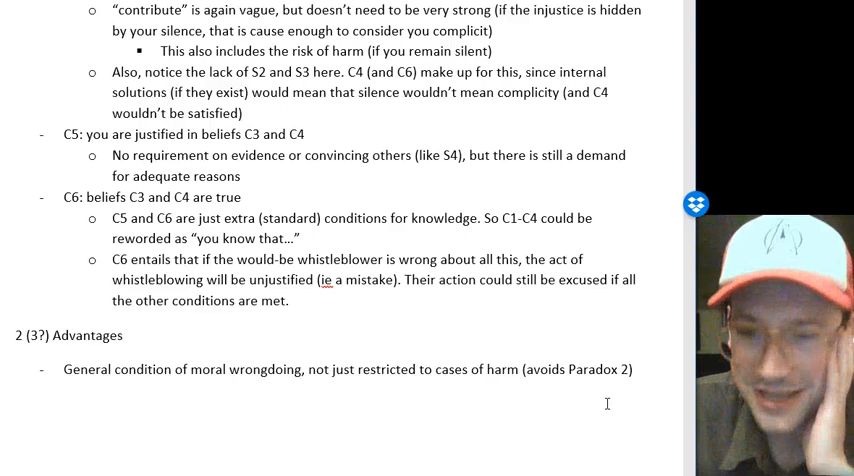 o “contribute” is again vague, but doesn’t need to be very strong (if the injustice is hidden
by your silence, that is cause enough to consider you complicit)
▪ This also includes the risk of harm (if you remain silent)
o Also, notice the lack of S2 and S3 here. C4 (and C6) make up for this, since internal
solutions (if they exist) would mean that silence wouldn’t mean complicity (and C4
wouldn’t be satisfied)
- C5: you are justified in beliefs C3 and C4
o No requirement on evidence or convincing others (like S4), but there is still a demand
for adequate reasons
- C6: beliefs C3 and C4 are true
o C5 and C6 are just extra (standard) conditions for knowledge. So C1-C4 could be
reworded as “you know that…”
o C6 entails that if the would-be whistleblower is wrong about all this, the act of
whistleblowing will be unjustified (ie a mistake). Their action could still be excused if all
the other conditions are met.
2 (3?) Advantages
- General condition of moral wrongdoing, not just restricted to cases of harm (avoids Paradox 2)